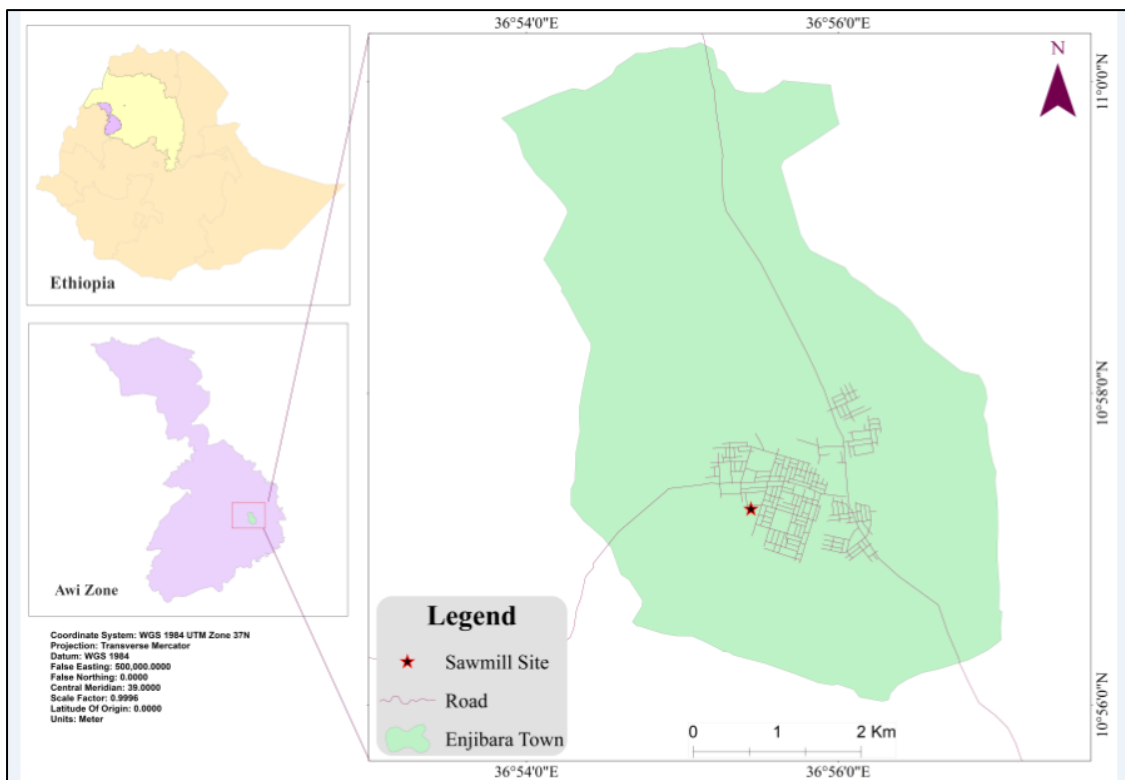 36°54'0"E
36°56'0"E
N
11°0'0"N
10°58'0"N
10°56'0"N
Ethiopia
Awi Zone
Coordinate System: WGS 1984 UTM Zone 37N
Projection: Transverse Mercator
Datum: WGS 1984
False Easting: 500,000.0000
False Northing: 0.0000
Central Meridian: 39.0000
Scale Factor: 0.9996
Latitude Of Origin: 0.0000
Units: Meter
Legend
Sawmill Site
Road
Enjibara Town
0 1 2 Km
36°54'0"E
36°56'0"E